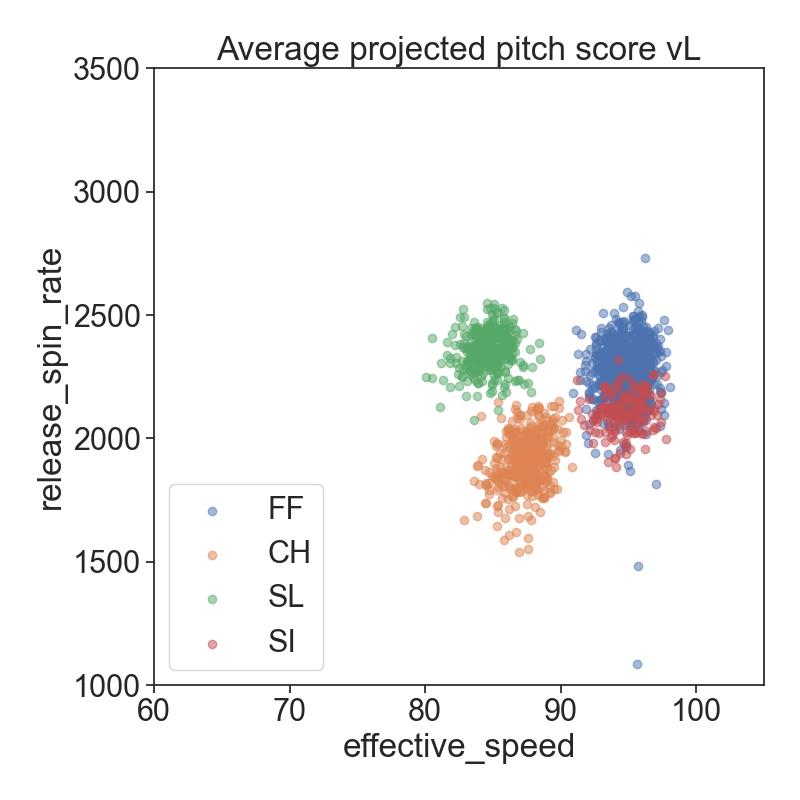 Average projected pitch score vL
release_spin_rate
3500
3000
2500
2000
1500
1000
FF
CH
SL
SI
60
70
80
90
100
effective_speed